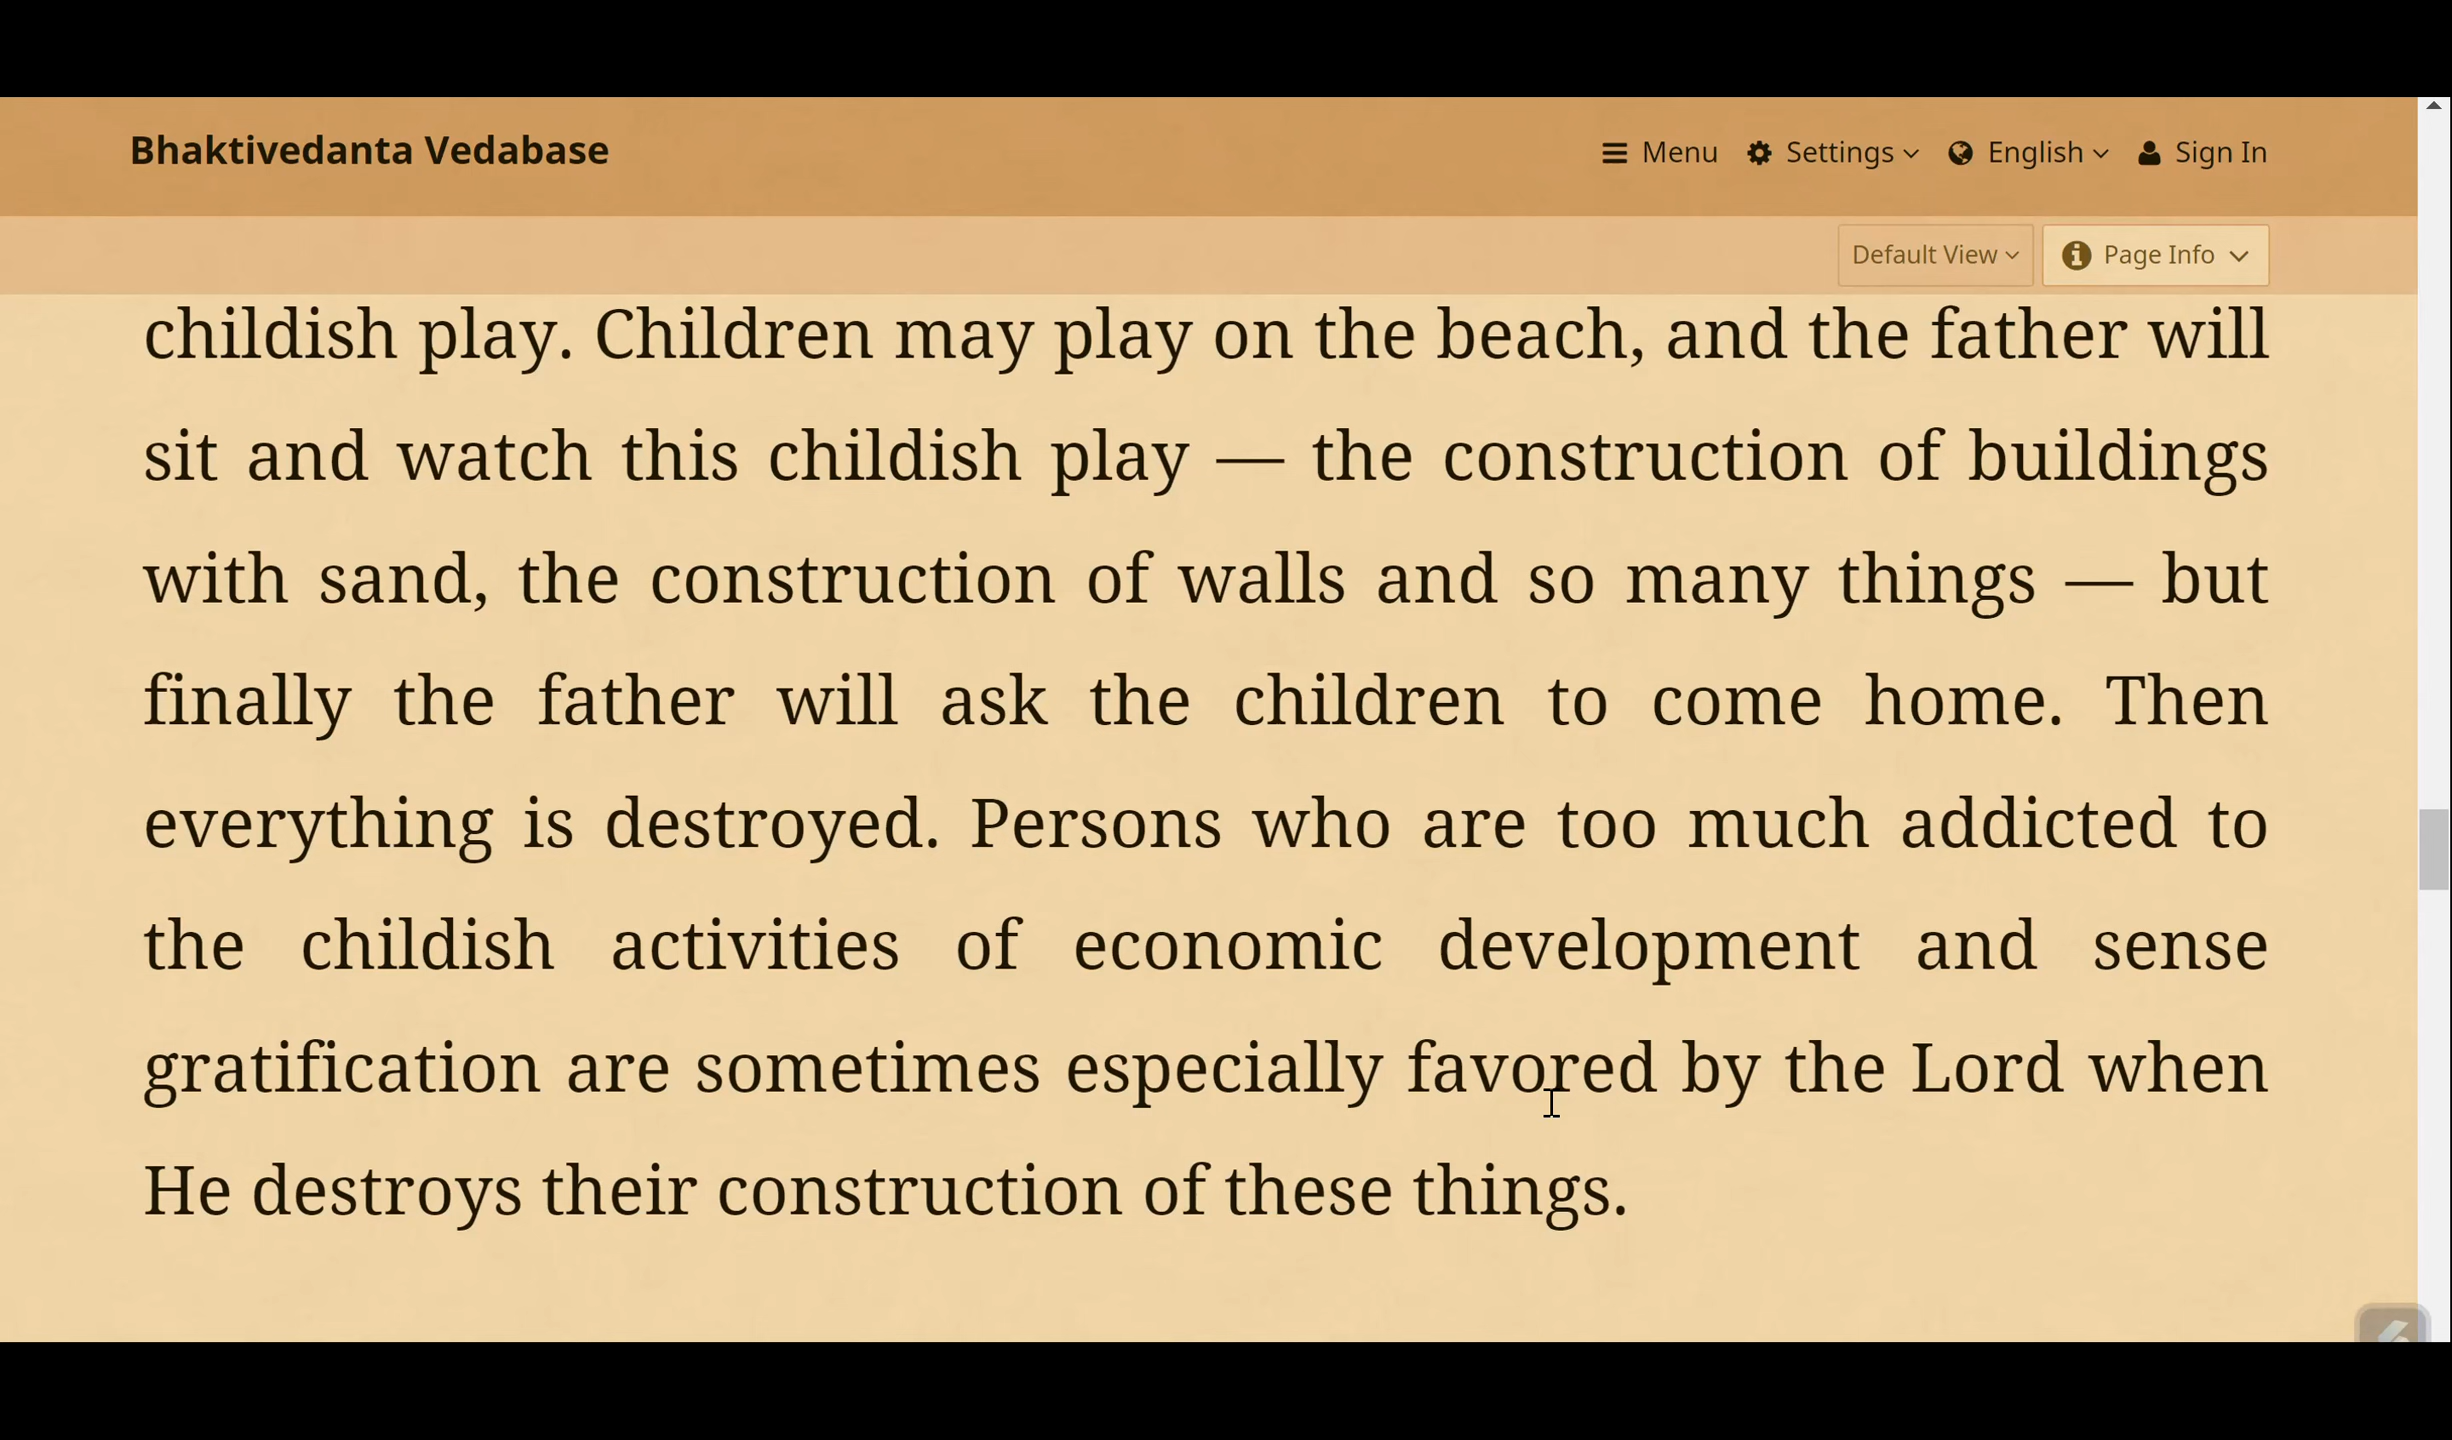 Bhaktivedanta Vedabase
Menu Settings English Sign In
Default View Page Info
childish play. Children may play on the beach, and the father will
sit and watch this childish play — the construction of buildings
with sand, the construction of walls and so many things — but
finally the father will ask the children to come home. Then
everything is destroyed. Persons who are too much addicted to
the childish activities of economic development and sense
gratification are sometimes especially favored by the Lord when
He destroys their construction of these things.